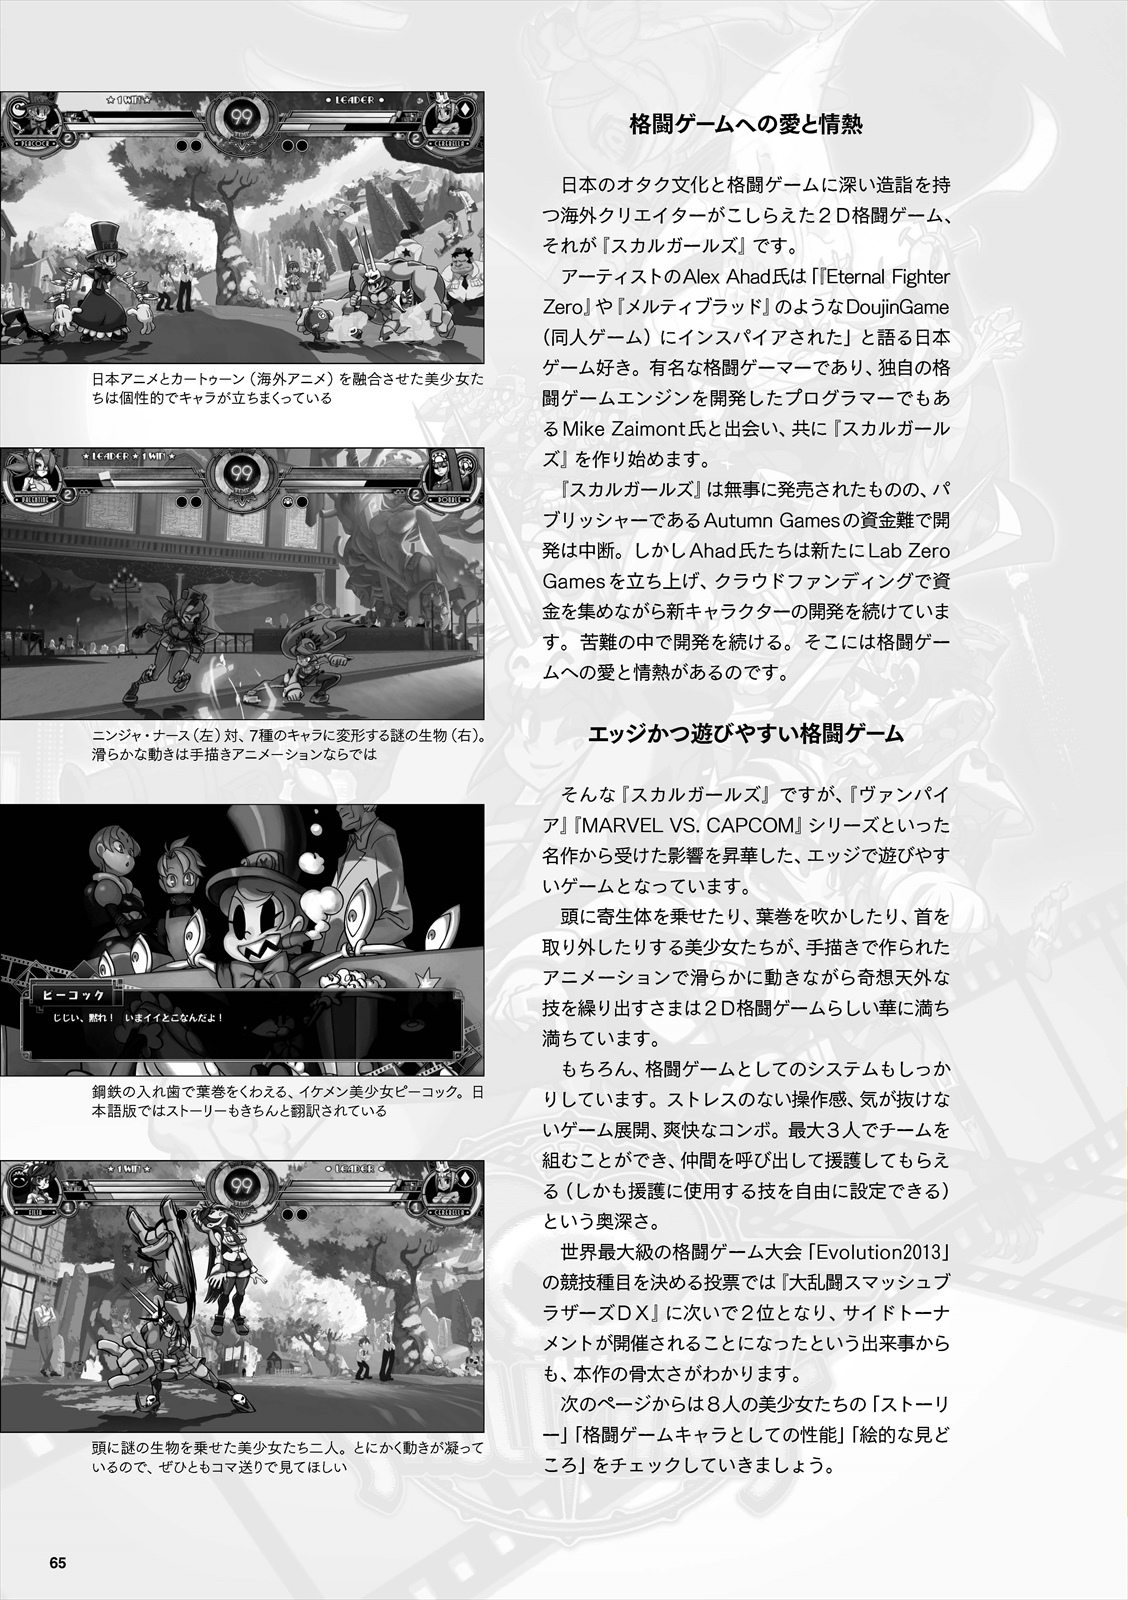 ★1 WIN★
99
TIME
● LEADER ●
PEACOCK
2
2
CEREBELLA
日本アニメとカートゥーン（海外アニメ）を融合させた美少女た
ちは個性的でキャラが立ちまくっている
★LEADER★1 WIN★
99
TIME
VALENTINE
2
2
DOUBLE
ニンジャ・ナース（左）対、7種のキャラに変形する謎の生物（右）。
滑らかな動きは手描きアニメーションならでは
ピーコック
じじい、黙れ！　いまイイとこなんだよ！
鋼鉄の入れ歯で葉巻をくわえる、イケメン美少女ピーコック。日
本語版ではストーリーもきちんと翻訳されている
★1 WIN★
99
● LEADER ●
FILIA
CEREBELLA
頭に謎の生物を乗せた美少女たち二人。とにかく動きが凝って
いるので、ぜひともコマ送りで見てほしい
格闘ゲームへの愛と情熱
日本のオタク文化と格闘ゲームに深い造詣を持
つ海外クリエイターがこしらえた２Ｄ格闘ゲーム、
それが『スカルガールズ』です。
アーティストのAlex Ahad氏は「『Eternal Fighter
Zero』や『メルティブラッド』のようなDoujinGame
（同人ゲーム）にインスパイアされた」と語る日本
ゲーム好き。有名な格闘ゲーマーであり、独自の格
闘ゲームエンジンを開発したプログラマーでもあ
るMike Zaimont氏と出会い、共に『スカルガール
ズ』を作り始めます。
『スカルガールズ』は無事に発売されたものの、パ
ブリッシャーであるAutumn Gamesの資金難で開
発は中断。しかしAhad氏たちは新たにLab Zero
Gamesを立ち上げ、クラウドファンディングで資
金を集めながら新キャラクターの開発を続けていま
す。苦難の中で開発を続ける。そこには格闘ゲー
ムへの愛と情熱があるのです。
エッジかつ遊びやすい格闘ゲーム
そんな『スカルガールズ』ですが、『ヴァンパイ
ア』『MARVEL VS. CAPCOM』シリーズといった
名作から受けた影響を昇華した、エッジで遊びやす
いゲームとなっています。
頭に寄生体を乗せたり、葉巻を吹かしたり、首を
取り外したりする美少女たちが、手描きで作られた
アニメーションで滑らかに動きながら奇想天外な
技を繰り出すさまは２Ｄ格闘ゲームらしい華に満ち
満ちています。
もちろん、格闘ゲームとしてのシステムもしっか
りしています。ストレスのない操作感、気が抜けな
いゲーム展開、爽快なコンボ。最大３人でチームを
組むことができ、仲間を呼び出して援護してもらえ
る（しかも援護に使用する技を自由に設定できる）
という奥深さ。
世界最大級の格闘ゲーム大会「Evolution2013」
の競技種目を決める投票では『大乱闘スマッシュブ
ラザーズＤＸ』に次いで２位となり、サイドトーナ
メントが開催されることになったという出来事から
も、本作の骨太さがわかります。
次のページからは８人の美少女たちの「ストーリ
ー」「格闘ゲームキャラとしての性能」「絵的な見ど
ころ」をチェックしていきましょう。
65